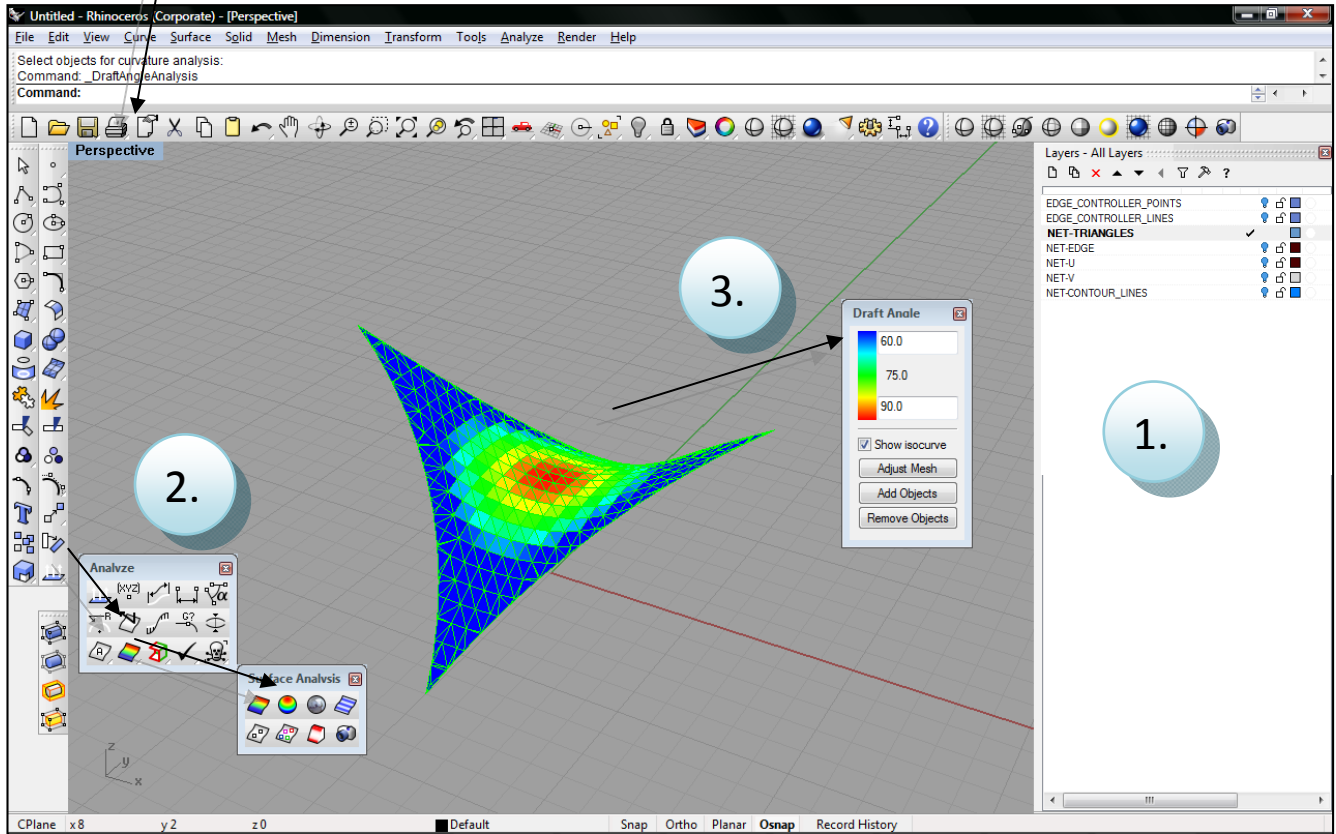 Untitled - Rhinoceros (Corporate) - [Perspective]
File Edit View Curve Surface Solid Mesh Dimension Transform Tools Analyze Render Help
Select objects for curvature analysis:
Command: _DraftAngleAnalysis
Command:
Perspective
Layers - All Layers
EDGE_CONTROLLER_POINTS
EDGE_CONTROLLER_LINES
NET-TRIANGLES
NET-EDGE
NET-U
NET-V
NET-CONTOUR_LINES
3.
Draft Angle
60.0
75.0
90.0
Show isocurve
Adjust Mesh
Add Objects
Remove Objects
1.
2.
Analyze
Surface Analysis
z
y
x
CPlane x 8 y 2 z 0 Default Snap Ortho Planar Osnap Record History